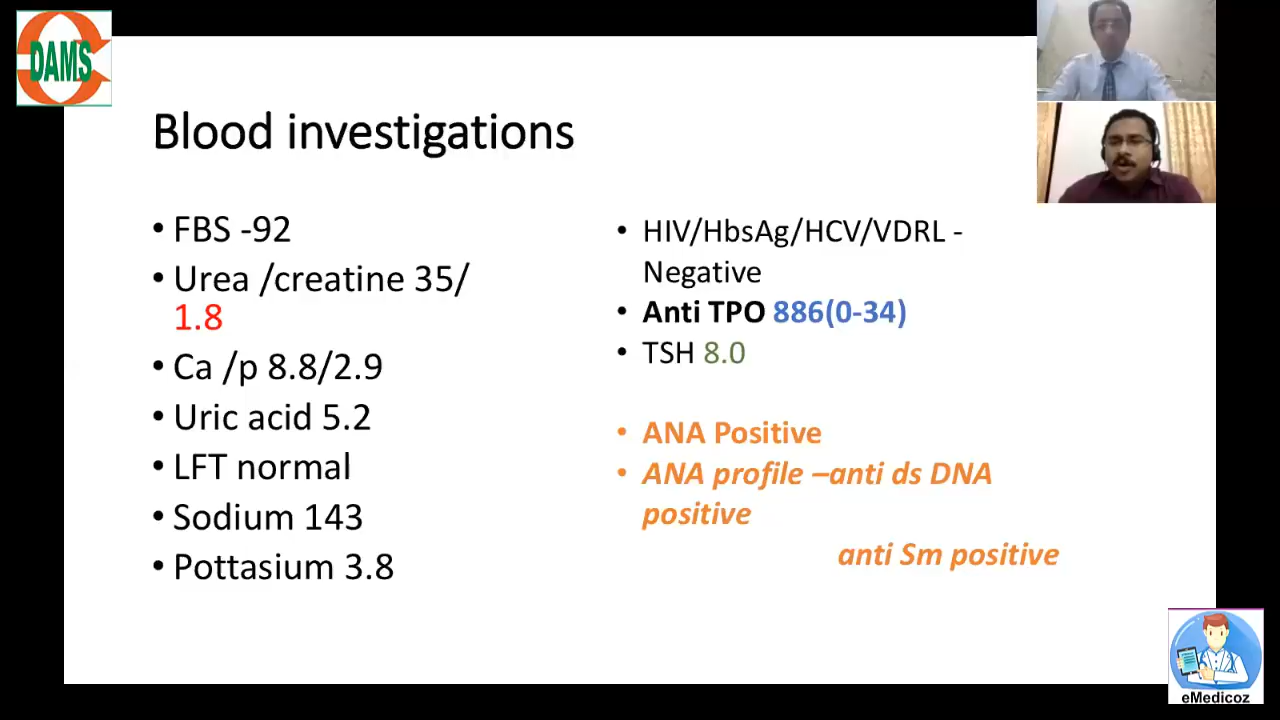 DAMS
Blood investigations
• FBS -92
• Urea /creatine 35/
1.8
• Ca /p 8.8/2.9
• Uric acid 5.2
• LFT normal
• Sodium 143
• Pottasium 3.8
• HIV/HbsAg/HCV/VDRL -
Negative
• Anti TPO 886(0-34)
• TSH 8.0
• ANA Positive
• ANA profile –anti ds DNA
positive
anti Sm positive
eMedicoz